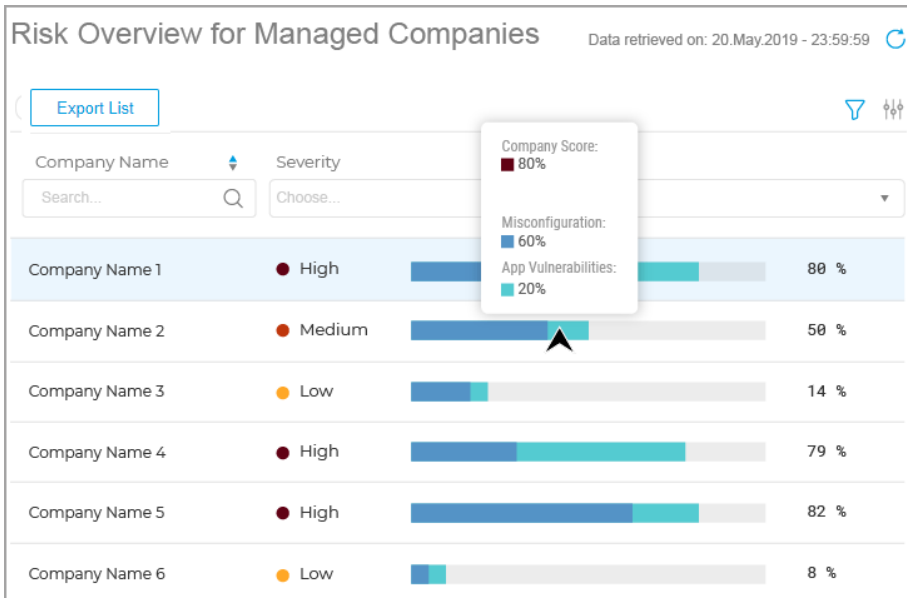 Risk Overview for Managed Companies
Data retrieved on: 20.May.2019 - 23:59:59
Export List
Company Name
Severity
Search...
Choose...
Company Score:
80%
Misconfiguration:
60%
App Vulnerabilities:
20%
Company Name 1 High 80 %
Company Name 2 Medium 50 %
Company Name 3 Low 14 %
Company Name 4 High 79 %
Company Name 5 High 82 %
Company Name 6 Low 8 %